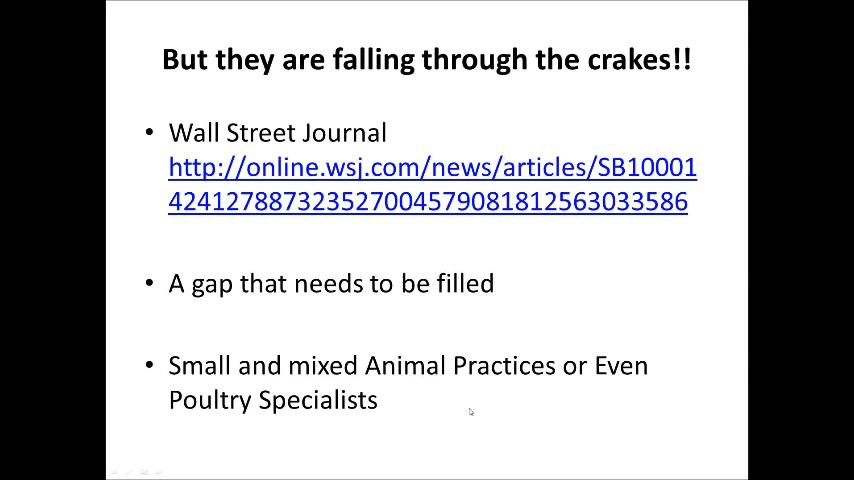 But they are falling through the crakes!!
• Wall Street Journal
http://online.wsj.com/news/articles/SB10001
424127887323527004579081812563033586
• A gap that needs to be filled
• Small and mixed Animal Practices or Even
Poultry Specialists